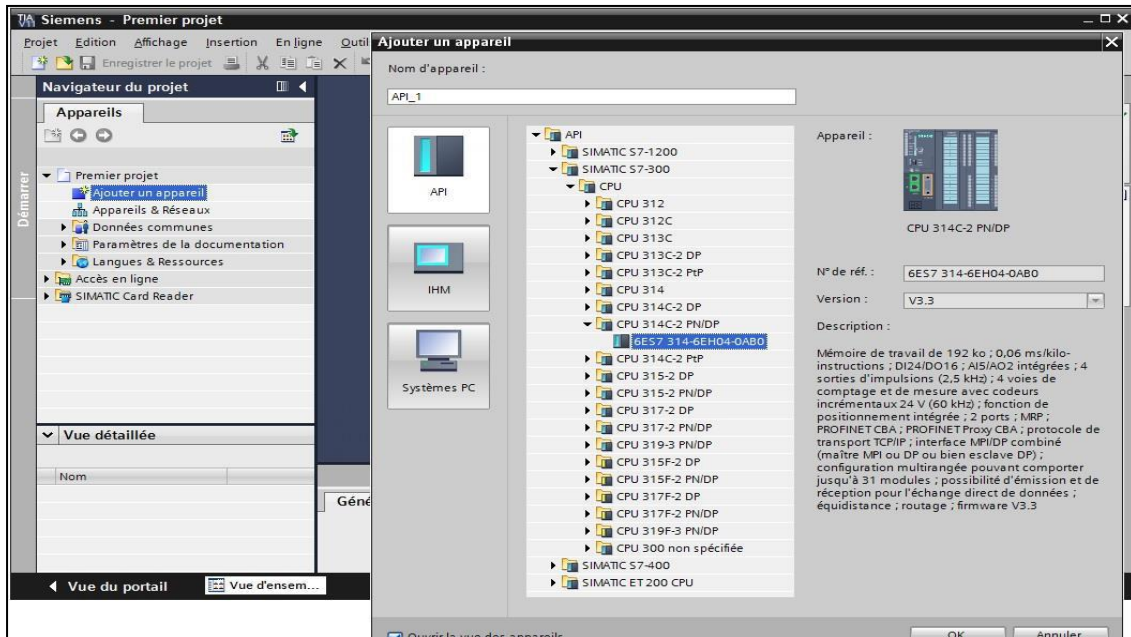 Siemens - Premier projet
Projet Edition Affichage Insertion En ligne Outil
Enregistrer le projet
Navigateur du projet
Appareils
Démarrer
Premier projet
Ajouter un appareil
Appareils & Réseaux
Données communes
Paramètres de la documentation
Langues & Ressources
Accès en ligne
SIMATIC Card Reader
Vue détaillée
Nom
Géné
Vue du portail
Vue d'ensem...
Ajouter un appareil
Nom d'appareil :
API_1
API
IHM
Systèmes PC
API
SIMATIC S7-1200
SIMATIC S7-300
CPU
CPU 312
CPU 312C
CPU 313C
CPU 313C-2 DP
CPU 313C-2 PtP
CPU 314
CPU 314C-2 DP
CPU 314C-2 PN/DP
6ES7 314-6EH04-0AB0
CPU 314C-2 PtP
CPU 315-2 DP
CPU 315-2 PN/DP
CPU 317-2 DP
CPU 317-2 PN/DP
CPU 319-3 PN/DP
CPU 315F-2 DP
CPU 315F-2 PN/DP
CPU 317F-2 DP
CPU 317F-2 PN/DP
CPU 319F-3 PN/DP
CPU 300 non spécifiée
SIMATIC S7-400
SIMATIC ET 200 CPU
Appareil :
CPU 314C-2 PN/DP
N° de réf. :
6ES7 314-6EH04-0AB0
Version :
V3.3
Description :
Mémoire de travail de 192 ko ; 0,06 ms/kilo-
instructions ; DI24/DO16 ; AI5/AO2 intégrées ; 4
sorties d'impulsions (2,5 kHz) ; 4 voies de
comptage et de mesure avec codeurs
incrémentaux 24 V (60 kHz) ; fonction de
positionnement intégrée ; 2 ports ; MRP ;
PROFINET CBA ; PROFINET Proxy CBA ; protocole de
transport TCP/IP ; interface MPI/DP combiné
(maître MPI ou DP ou bien esclave DP) ;
configuration multirangée pouvant comporter
jusqu'à 31 modules ; possibilité d'émission et de
réception pour l'échange direct de données ;
équidistance ; routage ; firmware V3.3
Ouvrir la vue des appareils
OK
Annuler